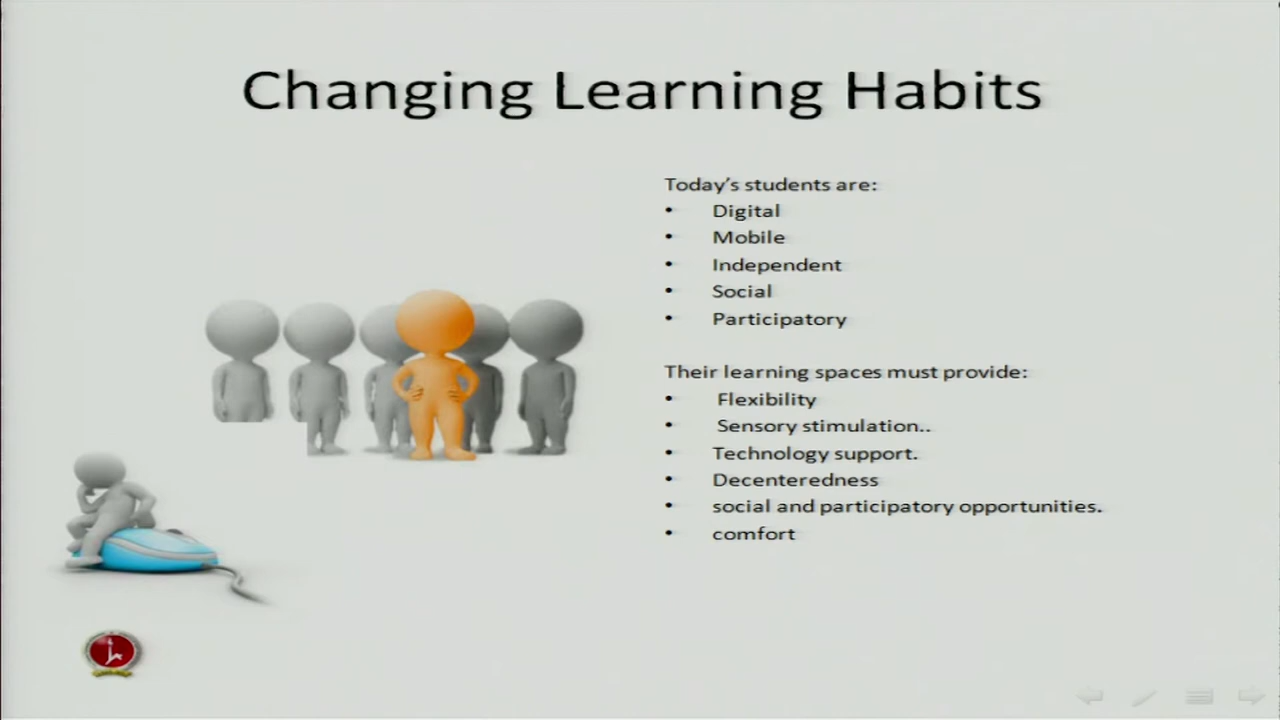 Changing Learning Habits
Today's students are:
• Digital
• Mobile
• Independent
• Social
• Participatory
Their learning spaces must provide:
• Flexibility
• Sensory stimulation..
• Technology support.
• Decenteredness
• social and participatory opportunities.
• comfort